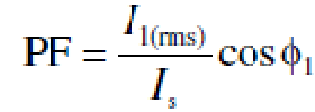 PF = I₁(rms) / Iₛ cos ϕ₁